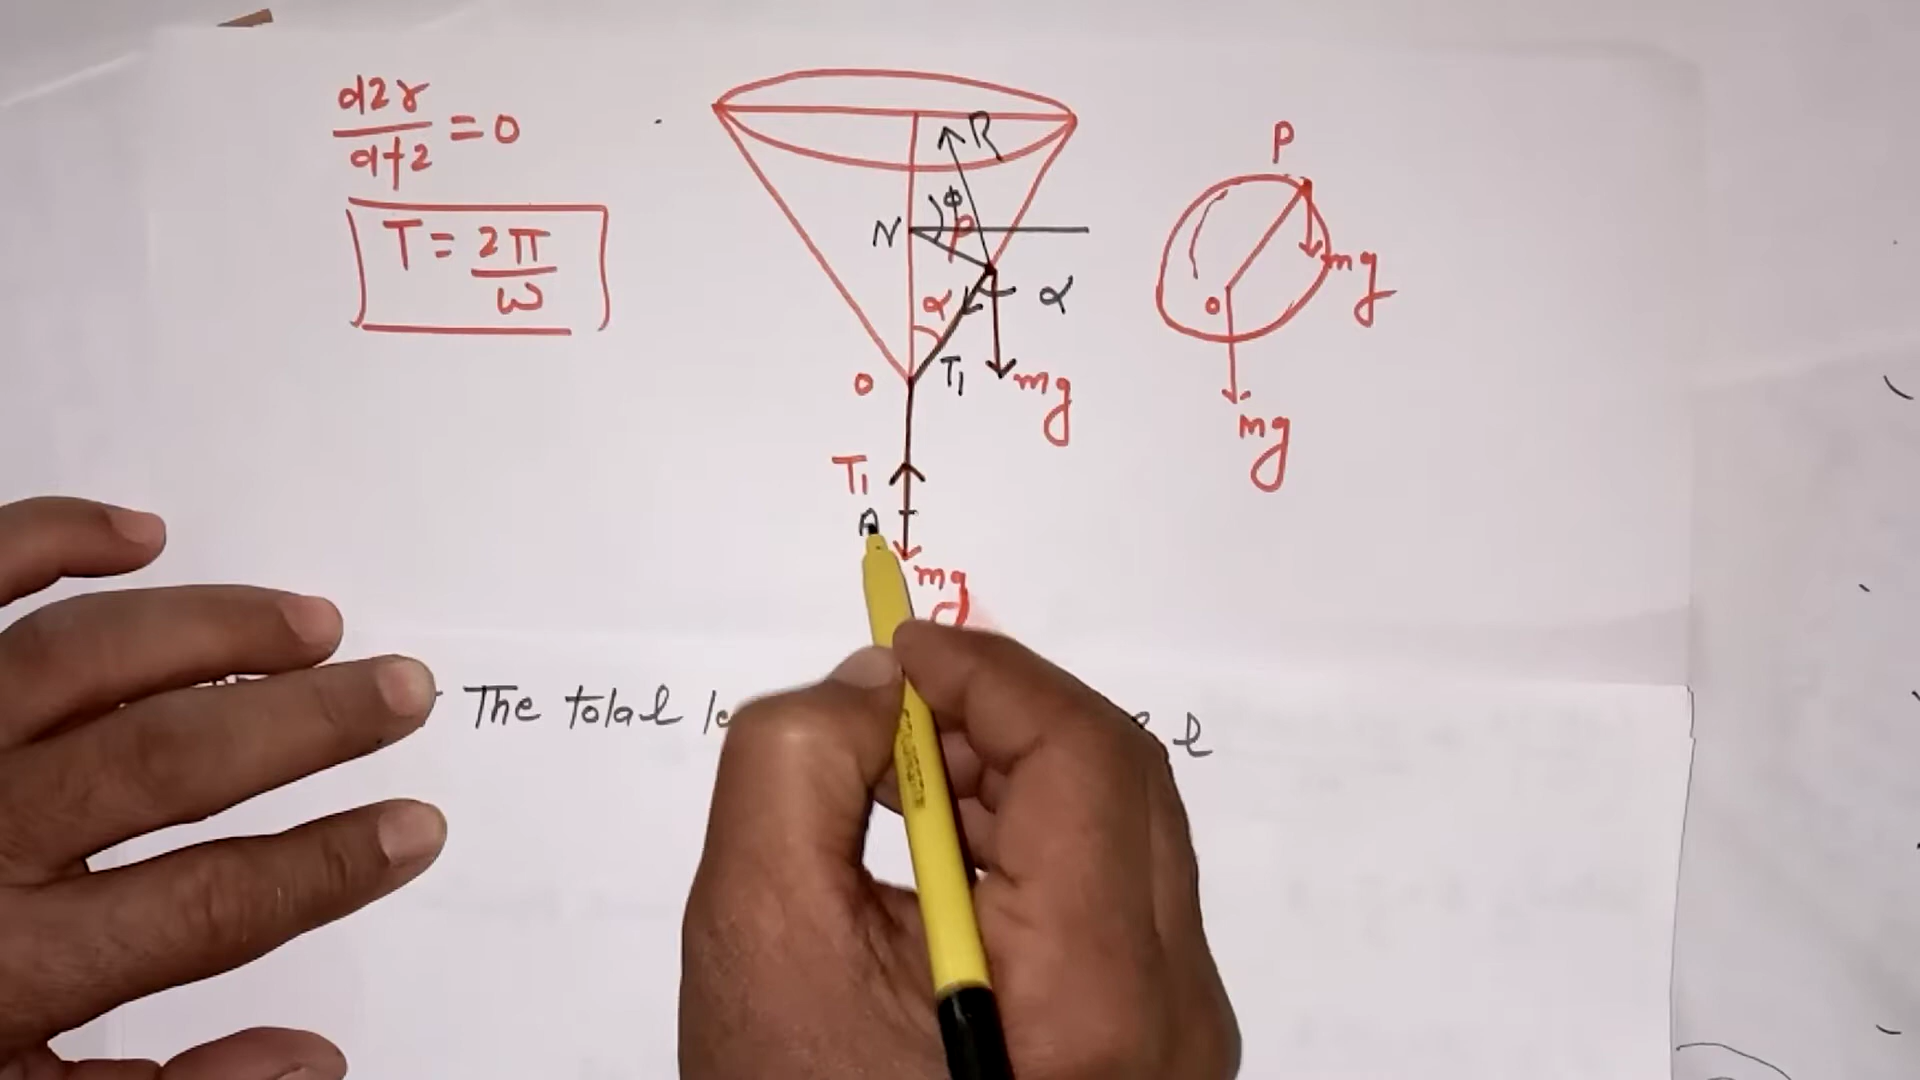 d2r
dt2 = 0
T = 2π
ω
R
ϕ
N
P
α
α
O
T1
mg
T1
A
mg
P
mg
o
mg
The total l